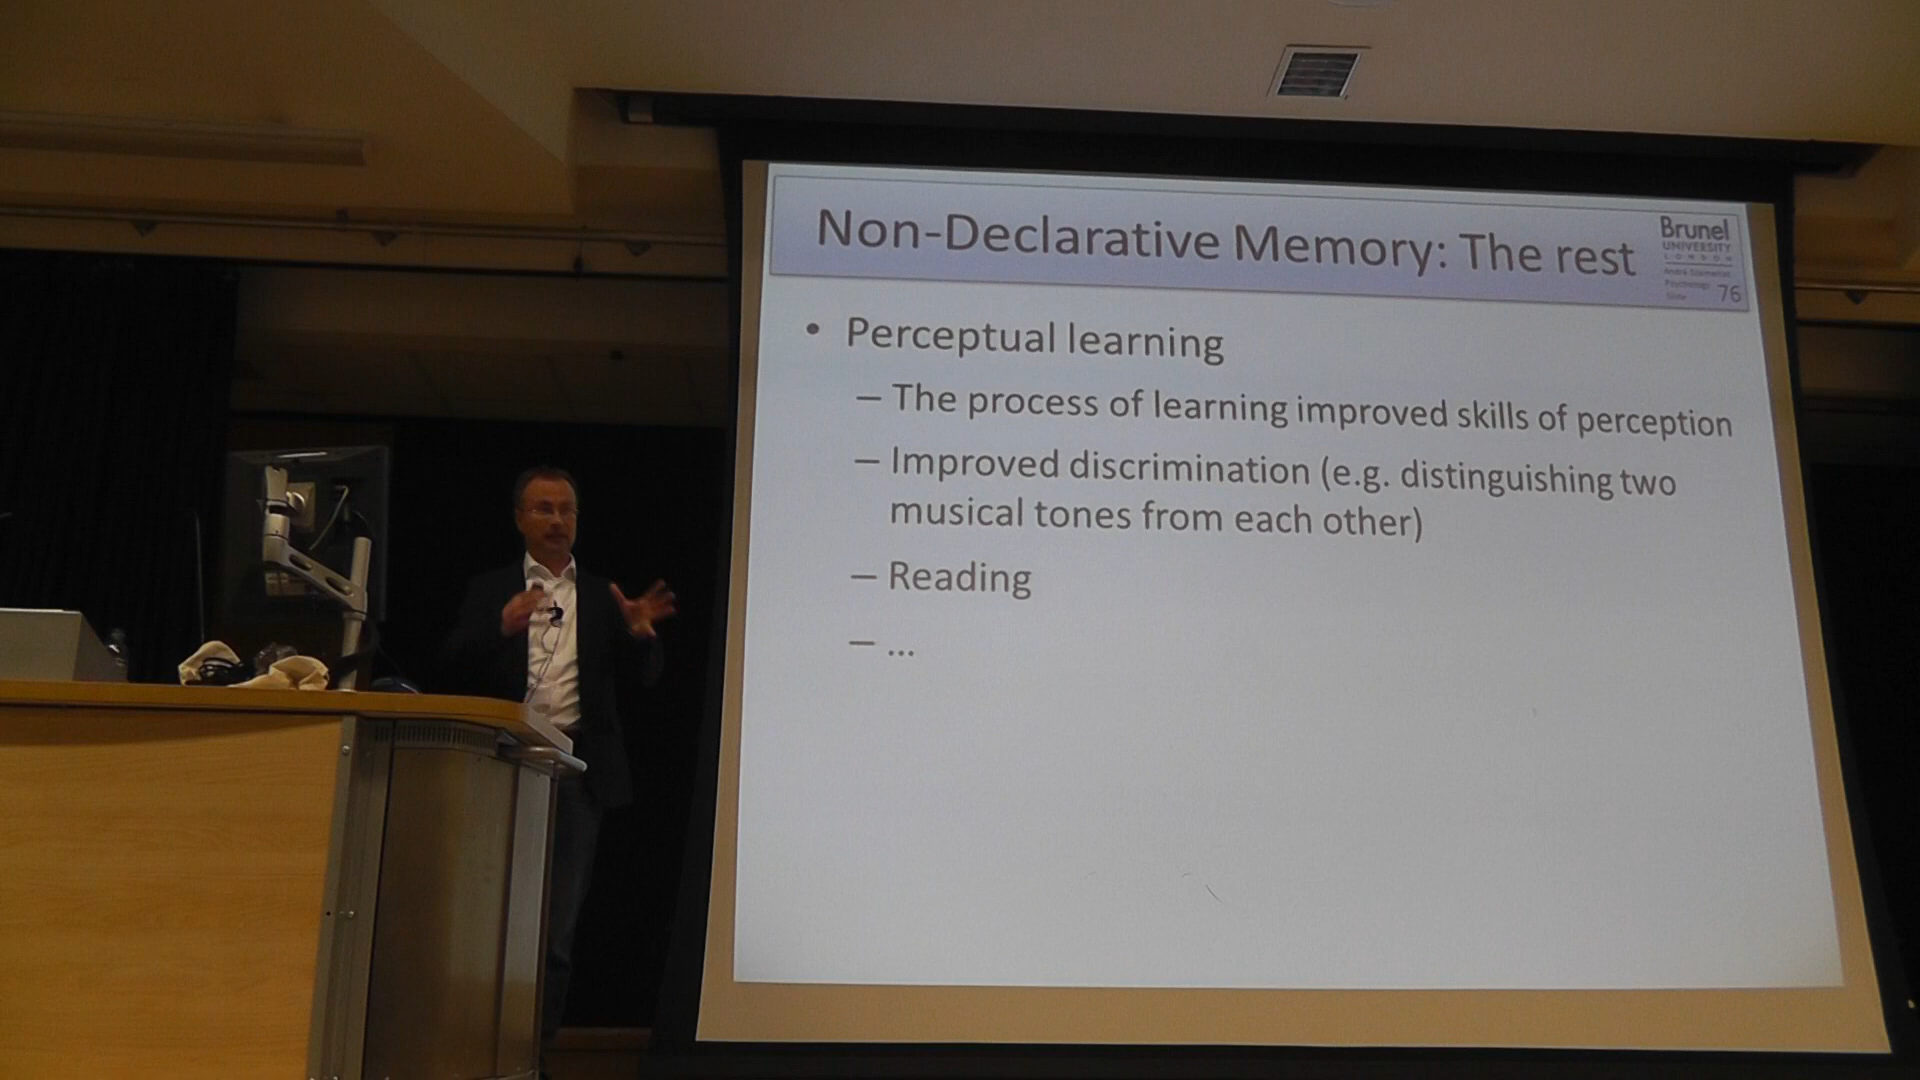 Non-Declarative Memory: The rest
Brunel
UNIVERSITY
LONDON
76
• Perceptual learning
– The process of learning improved skills of perception
– Improved discrimination (e.g. distinguishing two
musical tones from each other)
– Reading
– ...